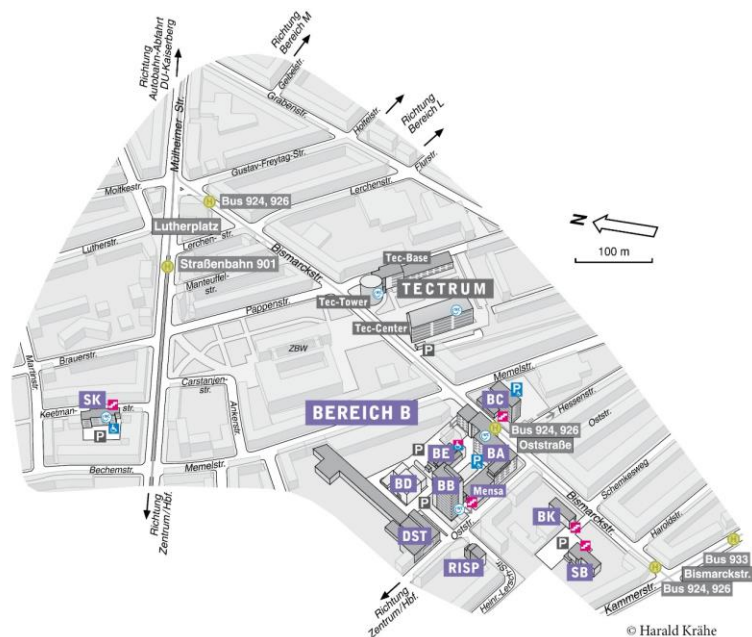 Richtung
Bereich M
Richtung
Autobahn-Abfahrt
DU-Kaiserberg
Geibelstr.
Grabenstr.
Holteistr.
Richtung
Bereich L
Flurstr.
Mülheimer Str.
Gustav-Freytag-Str.
Moltkestr.
H
Bus 924, 926
Lerchenstr.
Lutherplatz
Lutherstr.
Lerchen-
str.
Bismarckstr.
N
100 m
H
Straßenbahn 901
Manteuffel-
str.
Tec-Base
TECTRUM
Tec-Tower
Tec-Center
Pappenstr.
P
ZBW
Brauerstr.
Martinstr.
Memelstr.
Carstanjen-
str.
SK
Keetman-
str.
P
Ankerstr.
BEREICH B
BC
P
Hessenstr.
Oststr.
H
Bus 924, 926
Oststraße
Bechemstr.
Memelstr.
P
BE
BA
P
Schemkesweg
BD
BB
Mensa
P
Bismarckstr.
Richtung
Zentrum/Hbf.
BK
Haroldstr.
DST
Oststr.
P
H
Bus 933
Bismarckstr.
RISP
SB
H
Bus 924, 926
Heinr.-Lersch-Str.
Kammerstr.
Richtung
Zentrum/Hbf.
© Harald Krähe